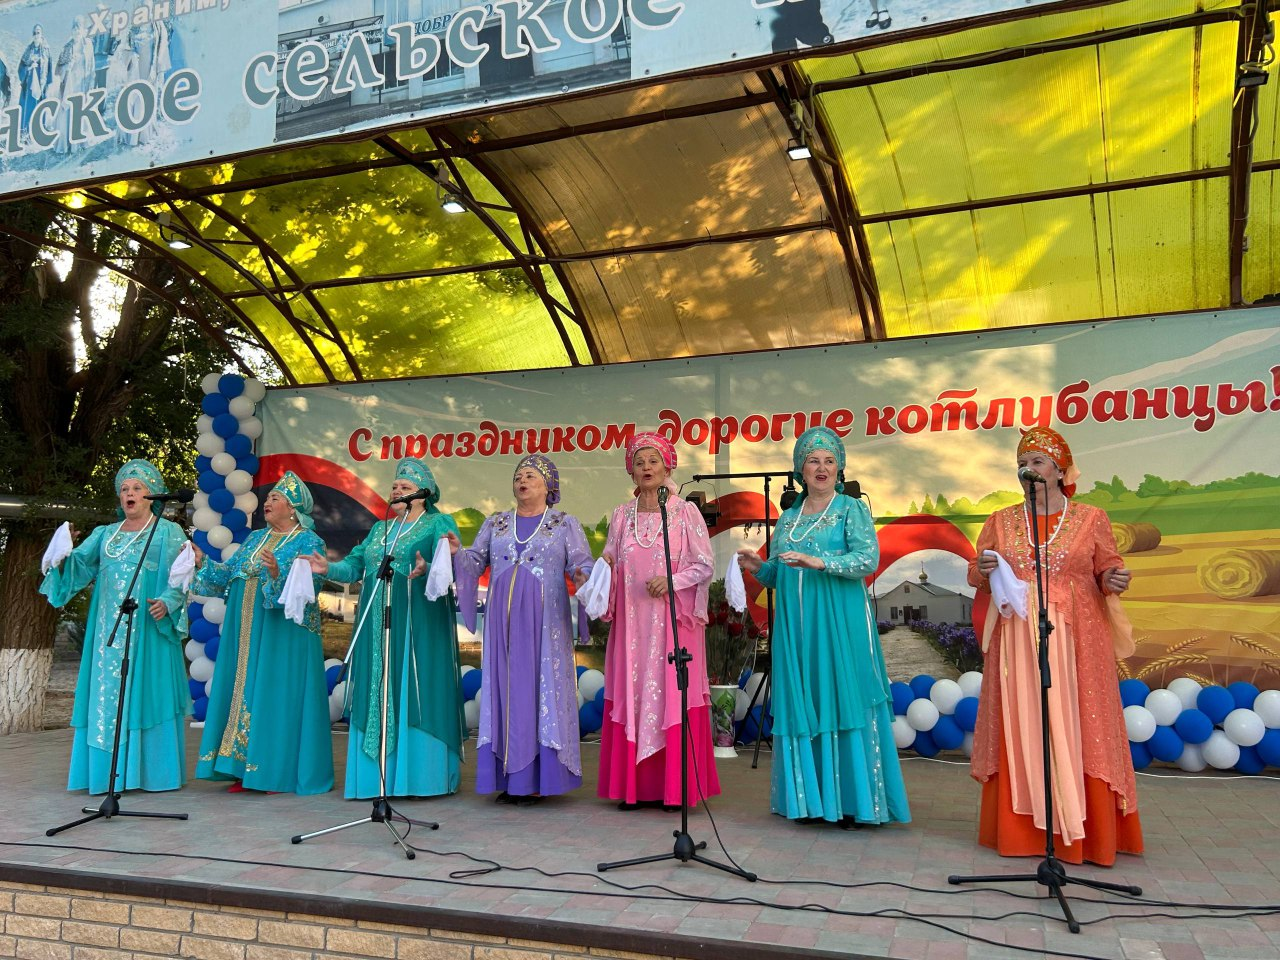 Храним,
нское сельское п
С праздником, дорогие котлубанцы!